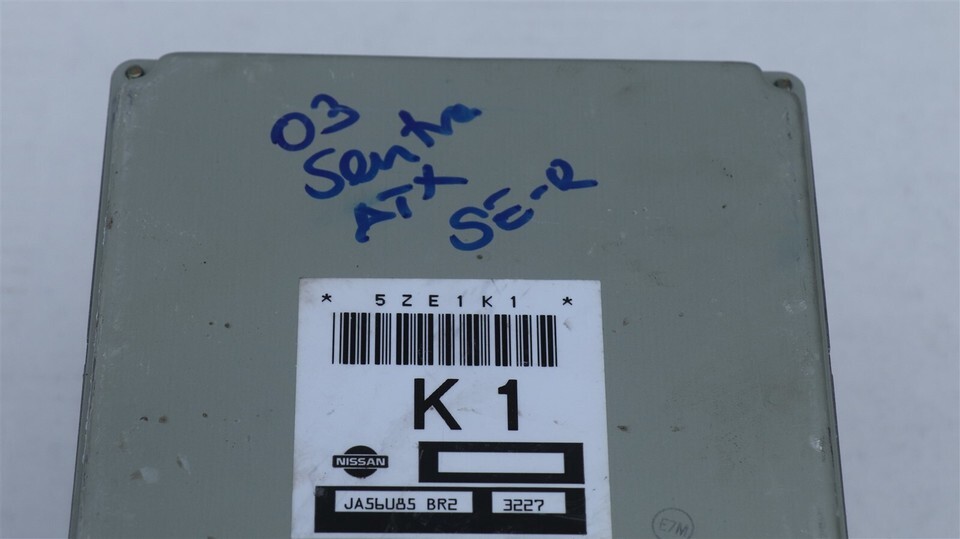 03
Sentra
ATX
SE-R
* 5ZE1K1 *
K1
NISSAN
JA56U85 BR2 3227
E7M